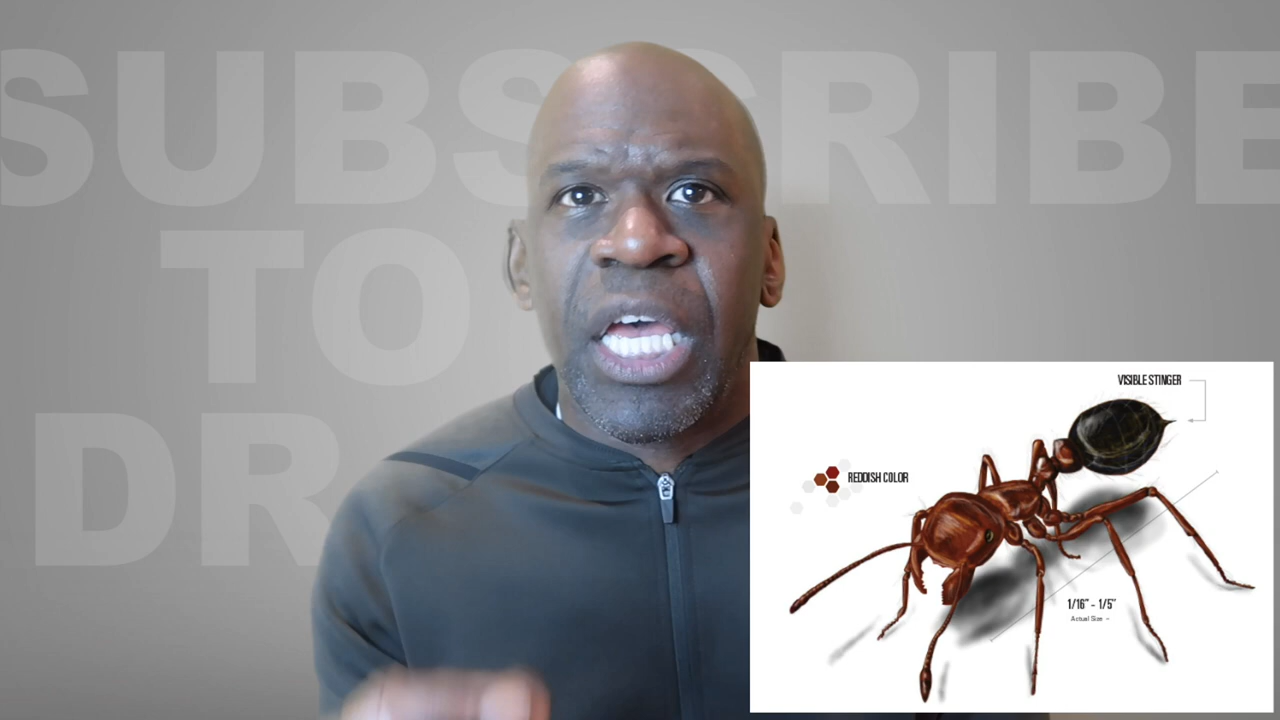 SUBSCRIBE
TO
DR
VISIBLE STINGER
REDDISH COLOR
1/16" - 1/5"
Actual Size -